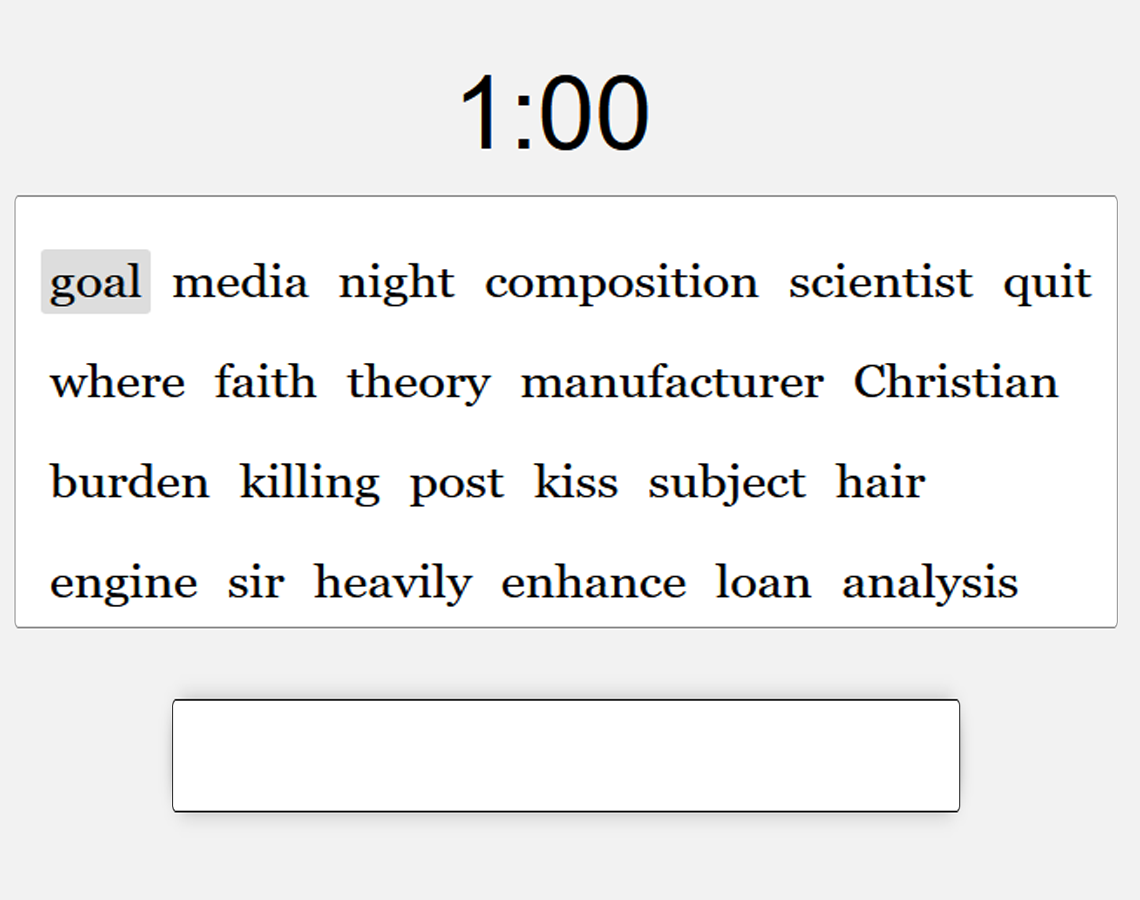 1:00
goal media night composition scientist quit
where faith theory manufacturer Christian
burden killing post kiss subject hair
engine sir heavily enhance loan analysis